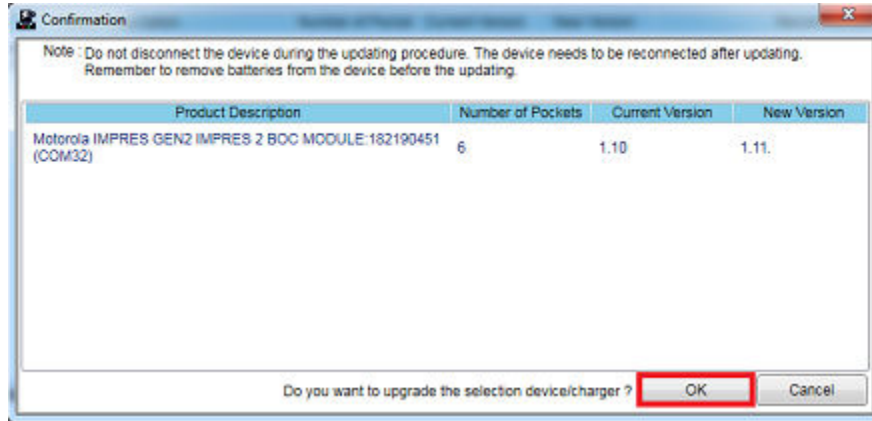 Confirmation
Note : Do not disconnect the device during the updating procedure. The device needs to be reconnected after updating.
Remember to remove batteries from the device before the updating.
Product Description Number of Pockets Current Version New Version
Motorola IMPRES GEN2 IMPRES 2 BOC MODULE:182190451 6 1.10 1.11.
(COM32)
Do you want to upgrade the selection device/charger ? OK Cancel